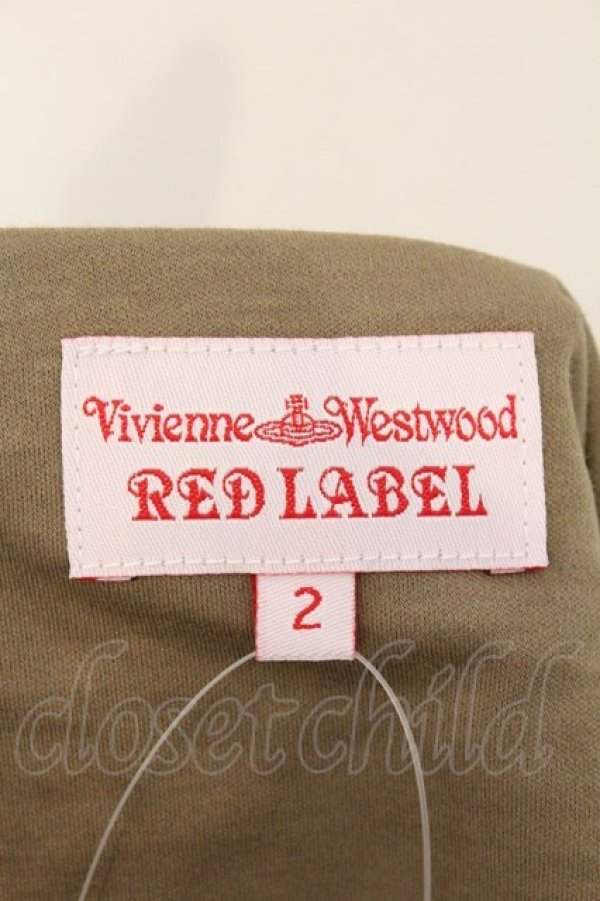 Vivienne Westwood
RED LABEL
2
closet child